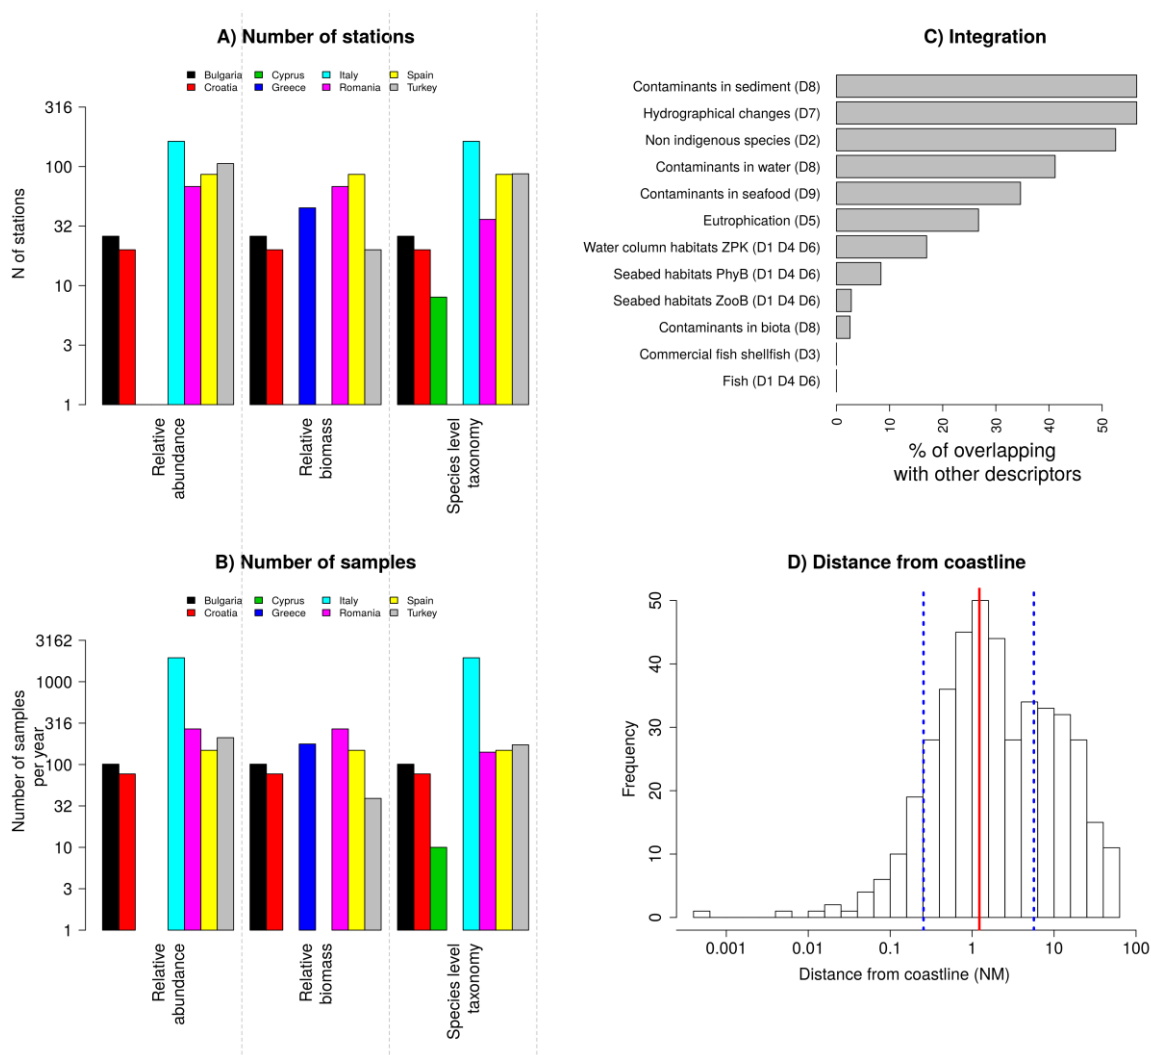 A) Number of stations
Bulgaria Cyprus Italy Spain
Croatia Greece Romania Turkey
N of stations
316
100
32
10
3
1
Relative
abundance
Relative
biomass
Species level
taxonomy
C) Integration
Contaminants in sediment (D8)
Hydrographical changes (D7)
Non indigenous species (D2)
Contaminants in water (D8)
Contaminants in seafood (D9)
Eutrophication (D5)
Water column habitats ZPK (D1 D4 D6)
Seabed habitats PhyB (D1 D4 D6)
Seabed habitats ZooB (D1 D4 D6)
Contaminants in biota (D8)
Commercial fish shellfish (D3)
Fish (D1 D4 D6)
0 10 20 30 40 50
% of overlapping
with other descriptors
B) Number of samples
Bulgaria Cyprus Italy Spain
Croatia Greece Romania Turkey
Number of samples
per year
3162
1000
316
100
32
10
3
1
Relative
abundance
Relative
biomass
Species level
taxonomy
D) Distance from coastline
Frequency
50
40
30
20
10
0
0.001 0.01 0.1 1 10 100
Distance from coastline (NM)